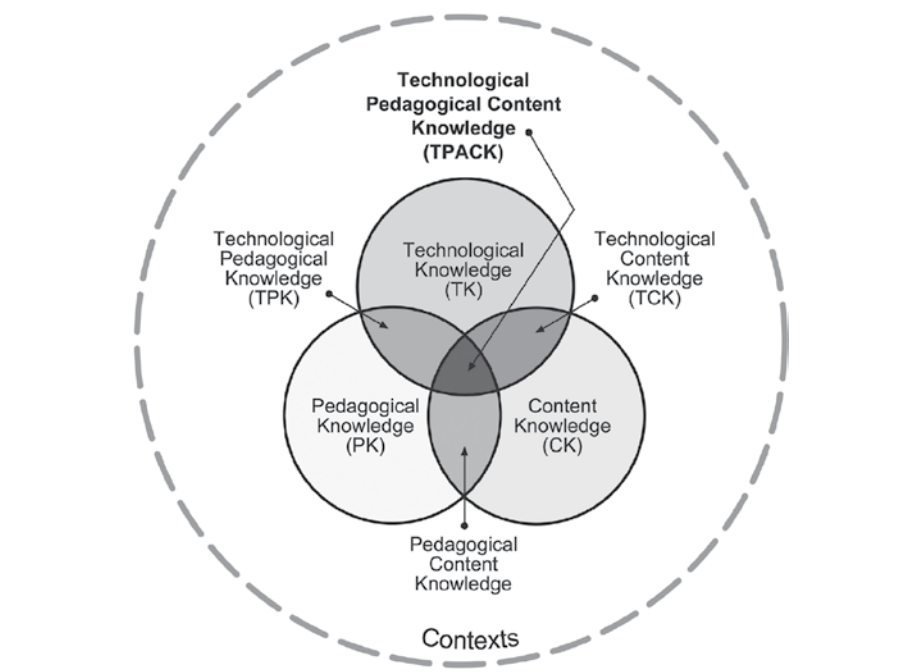 Technological
Pedagogical Content
Knowledge
(TPACK)
Technological
Pedagogical
Knowledge
(TPK)
Technological
Knowledge
(TK)
Technological
Content
Knowledge
(TCK)
Pedagogical
Knowledge
(PK)
Content
Knowledge
(CK)
Pedagogical
Content
Knowledge
Contexts